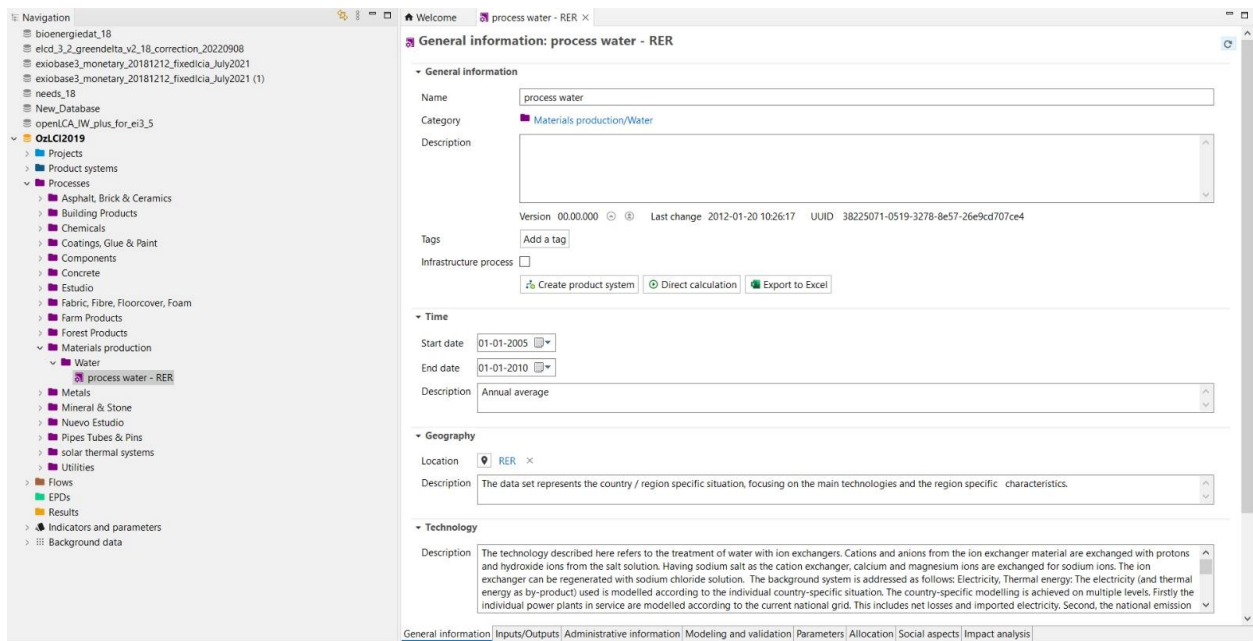 Navigation
bioenergiedat_18
elcd_3_2_greendelta_v2_18_correction_20220908
exiobase3_monetary_20181212_fixedlcia_July2021
exiobase3_monetary_20181212_fixedlcia_July2021 (1)
needs_18
New_Database
openLCA_IW_plus_for_ei3_5
OzLCI2019
Projects
Product systems
Processes
Asphalt, Brick & Ceramics
Building Products
Chemicals
Coatings, Glue & Paint
Components
Concrete
Estudio
Fabric, Fibre, Floorcover, Foam
Farm Products
Forest Products
Materials production
Water
process water - RER
Metals
Mineral & Stone
Nuevo Estudio
Pipes Tubes & Pins
solar thermal systems
Utilities
Flows
EPDs
Results
Indicators and parameters
Background data
Welcome process water - RER
General information: process water - RER
General information
Name process water
Category Materials production/Water
Description
Version 00.00.000 Last change 2012-01-20 10:26:17 UUID 38225071-0519-3278-8e57-26e9cd707ce4
Tags Add a tag
Infrastructure process
Create product system Direct calculation Export to Excel
Time
Start date 01-01-2005
End date 01-01-2010
Description Annual average
Geography
Location RER
Description The data set represents the country / region specific situation, focusing on the main technologies and the region specific characteristics.
Technology
Description The technology described here refers to the treatment of water with ion exchangers. Cations and anions from the ion exchanger material are exchanged with protons
and hydroxide ions from the salt solution. Having sodium salt as the cation exchanger, calcium and magnesium ions are exchanged for sodium ions. The ion
exchanger can be regenerated with sodium chloride solution. The background system is addressed as follows: Electricity, Thermal energy: The electricity (and thermal
energy as by-product) used is modelled according to the individual country-specific situation. The country-specific modelling is achieved on multiple levels. Firstly the
individual power plants in service are modelled according to the current national grid. This includes net losses and imported electricity. Second, the national emission
General information Inputs/Outputs Administrative information Modeling and validation Parameters Allocation Social aspects Impact analysis